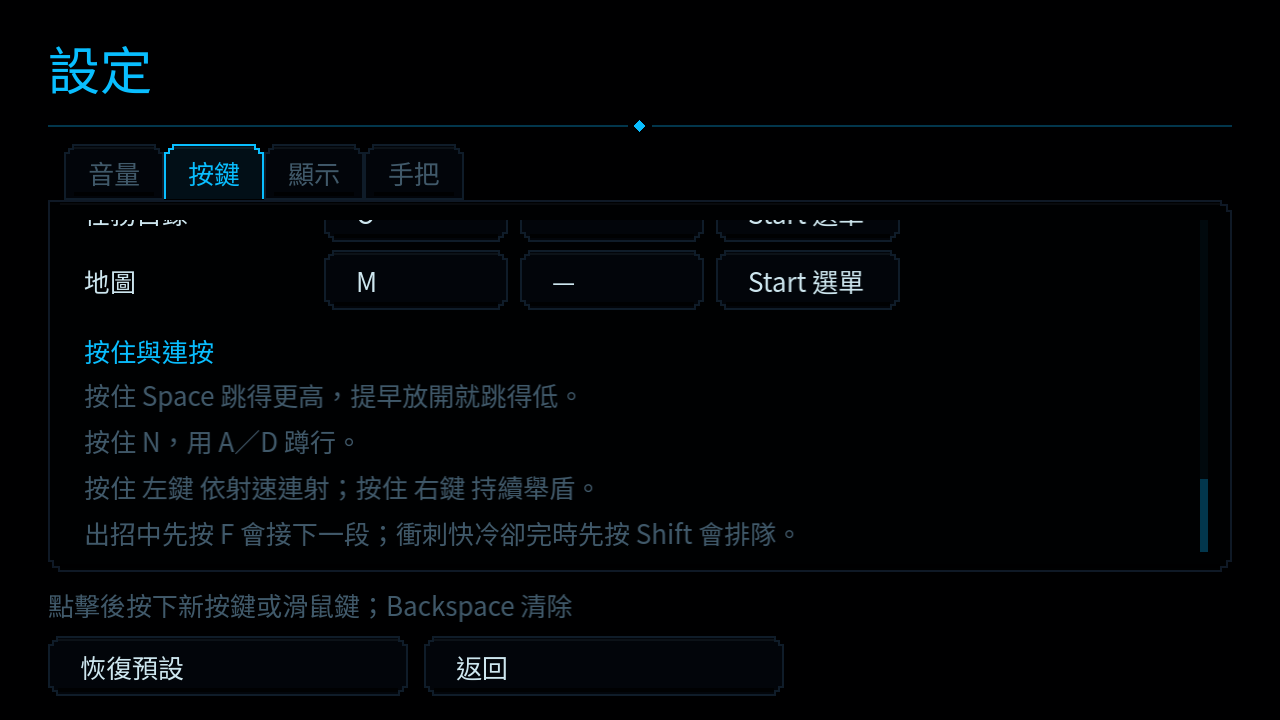 設定
音量 按鍵 顯示 手把
Start 選單
地圖 M — Start 選單
按住與連按
按住 Space 跳得更高，提早放開就跳得低。
按住 N，用 A／D 蹲行。
按住 左鍵 依射速連射；按住 右鍵 持續舉盾。
出招中先按 F 會接下一段；衝刺快冷卻完時先按 Shift 會排隊。
點擊後按下新按鍵或滑鼠鍵；Backspace 清除
恢復預設 返回